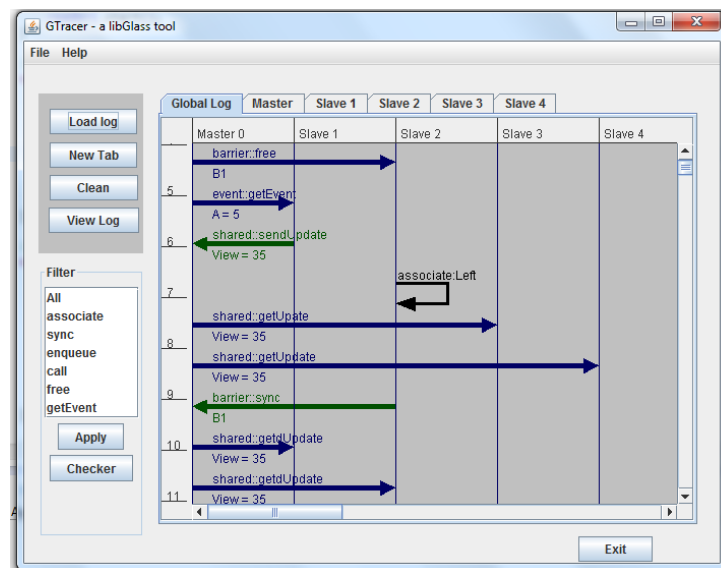 GTracer - a libGlass tool
File Help
Load log
New Tab
Clean
View Log
Filter
All
associate
sync
enqueue
call
free
getEvent
Apply
Checker
Global Log Master Slave 1 Slave 2 Slave 3 Slave 4
Master 0 Slave 1 Slave 2 Slave 3 Slave 4
barrier::free
B1
5 event::getEvent
A = 5
shared::sendUpdate
6
View = 35
associate:Left
7
shared::getUpate
View = 35
8
shared::getUpdate
View = 35
9 barrier::sync
B1
shared::getdUpdate
10
View = 35
shared::getdUpdate
11 View = 35
Exit